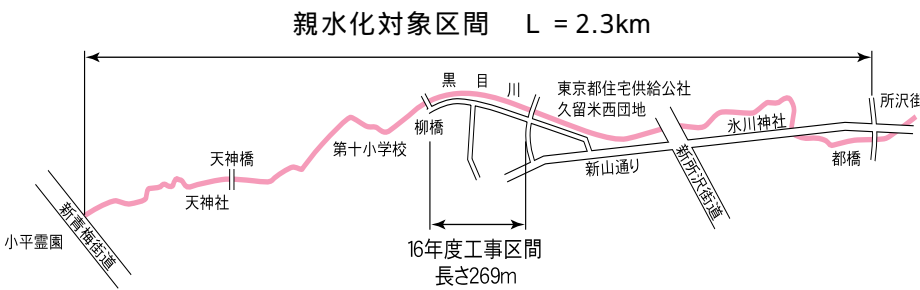 親水化対象区間 L = 2.3km
黒目川
東京都住宅供給公社
久留米西団地
所沢街
柳橋
氷川神社
第十小学校
天神橋
新山通り
都橋
天神社
新所沢街道
新青梅街道
小平霊園
16年度工事区間
長さ269m